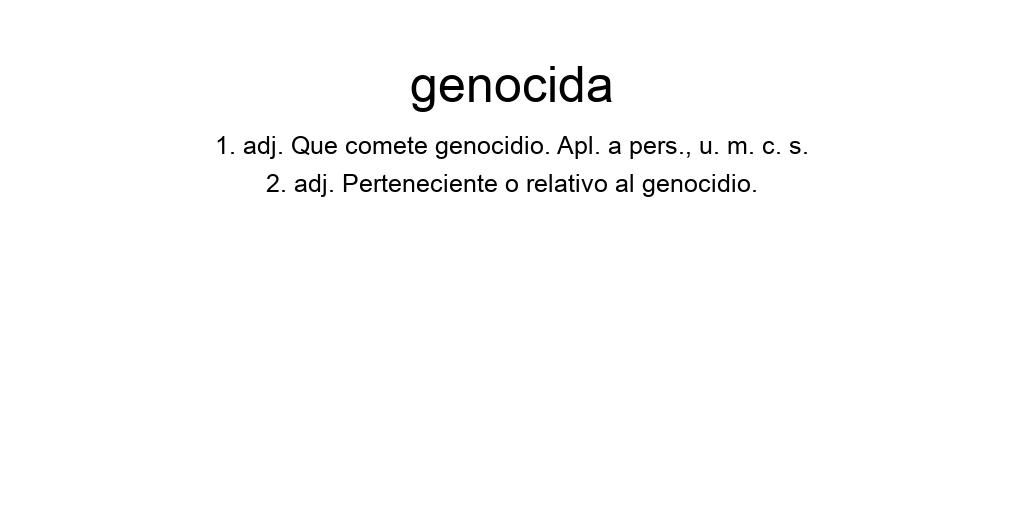 genocida
1. adj. Que comete genocidio. Apl. a pers., u. m. c. s.
2. adj. Perteneciente o relativo al genocidio.